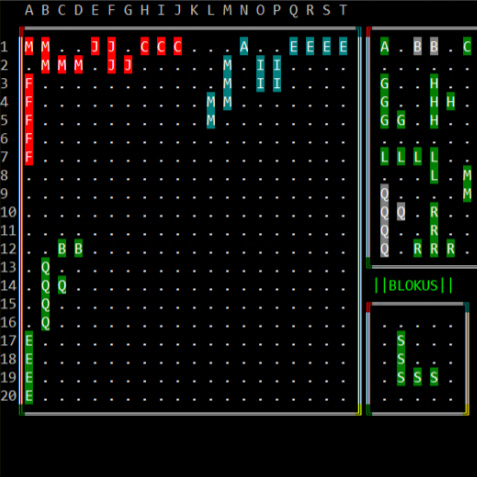 A B C D E F G H I J K L M N O P Q R S T
1 M M . . J J . C C C . . . A . . E E E E A . B B . C
2 . M M M . J J . . . . . M . I I . . . . . . . . . .
3 F . . . . . . . . . . . M . I I . . . . G . . H . .
4 F . . . . . . . . . . M M . . . . . . . G . . H H .
5 F . . . . . . . . . . M . . . . . . . . G G . H . .
6 F . . . . . . . . . . . . . . . . . . . . . . . . .
7 F . . . . . . . . . . . . . . . . . . . L L L L . .
8 . . . . . . . . . . . . . . . . . . . . . . . L . M
9 . . . . . . . . . . . . . . . . . . . . Q . . . . M
10 . . . . . . . . . . . . . . . . . . . . Q Q . R . .
11 . . . . . . . . . . . . . . . . . . . . Q . . R . .
12 . . B B . . . . . . . . . . . . . . . . Q . R R R .
13 . Q . . . . . . . . . . . . . . . . . .
14 . Q Q . . . . . . . . . . . . . . . . . ||BLOKUS||
15 . Q . . . . . . . . . . . . . . . . . .
16 . Q . . . . . . . . . . . . . . . . . . . . . .
17 E . . . . . . . . . . . . . . . . . . . . S . .
18 E . . . . . . . . . . . . . . . . . . . . S . .
19 E . . . . . . . . . . . . . . . . . . . . S S S
20 E . . . . . . . . . . . . . . . . . . . . . . .